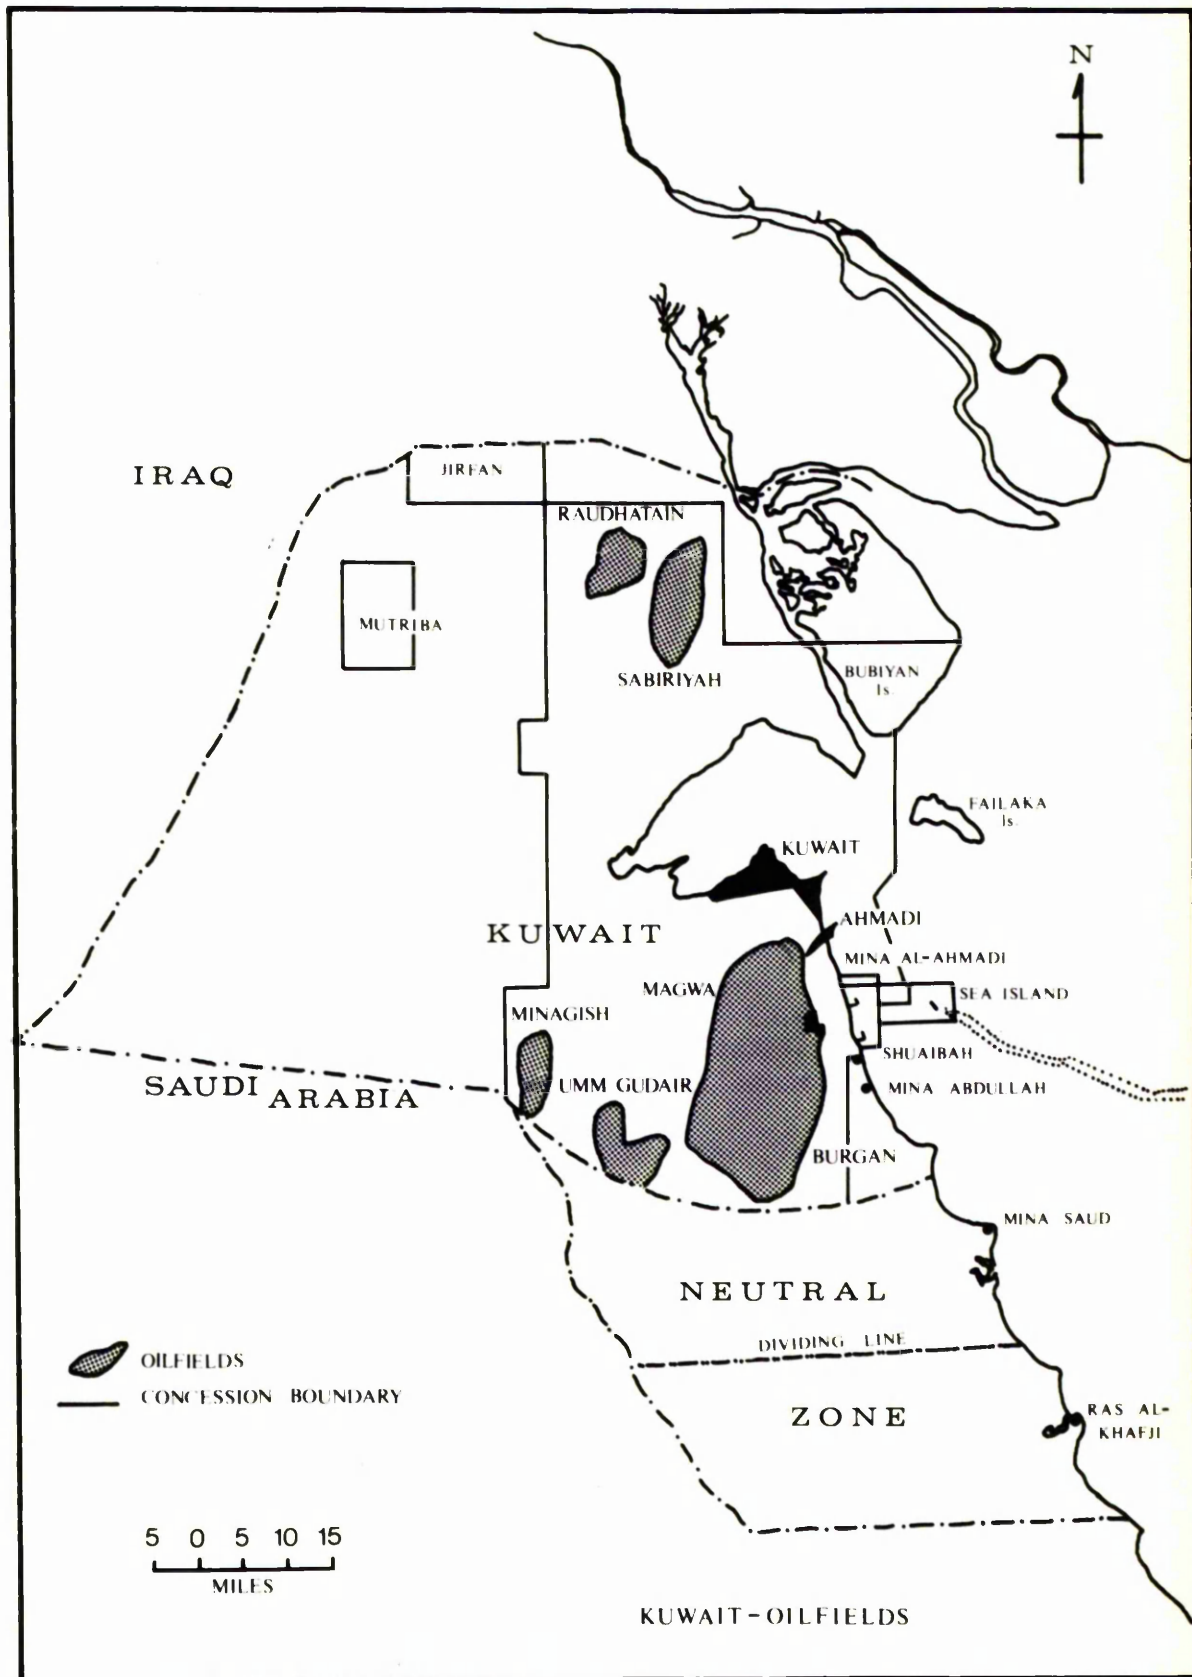 N
IRAQ
JIRFAN
RAUDHATAIN
MUTRIBA
SABIRIYAH
BUBIYAN
Is.
FAILAKA
Is.
KUWAIT
AHMADI
KUWAIT
MINA AL-AHMADI
MAGWA
SEA ISLAND
MINAGISH
SHUAIBAH
UMM GUDAIR
MINA ABDULLAH
SAUDI ARABIA
BURGAN
MINA SAUD
NEUTRAL
DIVIDING LINE
OILFIELDS
CONCESSION BOUNDARY
ZONE
RAS AL-
KHAFJI
5 0 5 10 15
MILES
KUWAIT-OILFIELDS